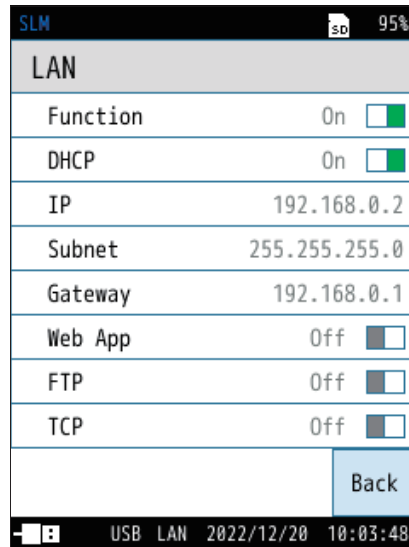 SLM SD 95%
LAN
Function On
DHCP On
IP 192.168.0.2
Subnet 255.255.255.0
Gateway 192.168.0.1
Web App Off
FTP Off
TCP Off
Back
USB LAN 2022/12/20 10:03:48